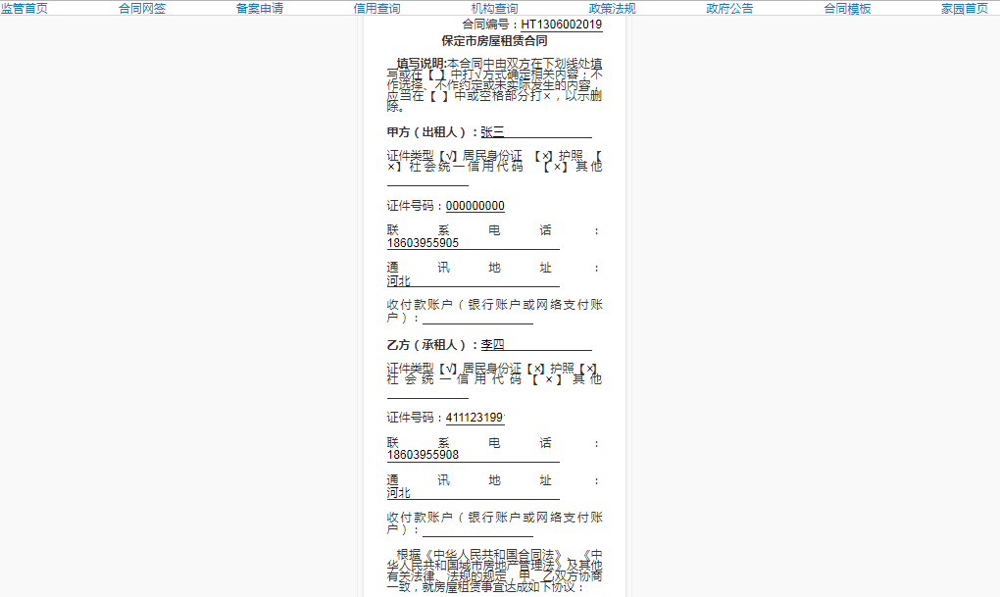 监管首页 合同网签 备案申请 信用查询 机构查询 政策法规 政府公告 合同模板 家园首页
合同编号：HT1306002019
保定市房屋租赁合同
填写说明:本合同中由双方在下划线处填
写或在【 】中打√方式确定相关内容；不
作选择、不作约定或未实际发生的内容，
应当在【 】中或空格部分打×，以示删
除。
甲方（出租人）：张三
证件类型【√】居民身份证 【×】护照 【
×】社会统一信用代码 【×】其他
证件号码：000000000
联系电话：
18603955905
通讯地址：
河北
收付款账户（银行账户或网络支付账
户）：
乙方（承租人）：李四
证件类型【√】居民身份证【×】护照【×】
社会统一信用代码【×】其他
证件号码：411123199
联系电话：
18603955908
通讯地址：
河北
收付款账户（银行账户或网络支付账
户）：
根据《中华人民共和国合同法》、《中
华人民共和国城市房地产管理法》及其他
有关法律、法规的规定，甲、乙双方协商
一致，就房屋租赁事宜达成如下协议：